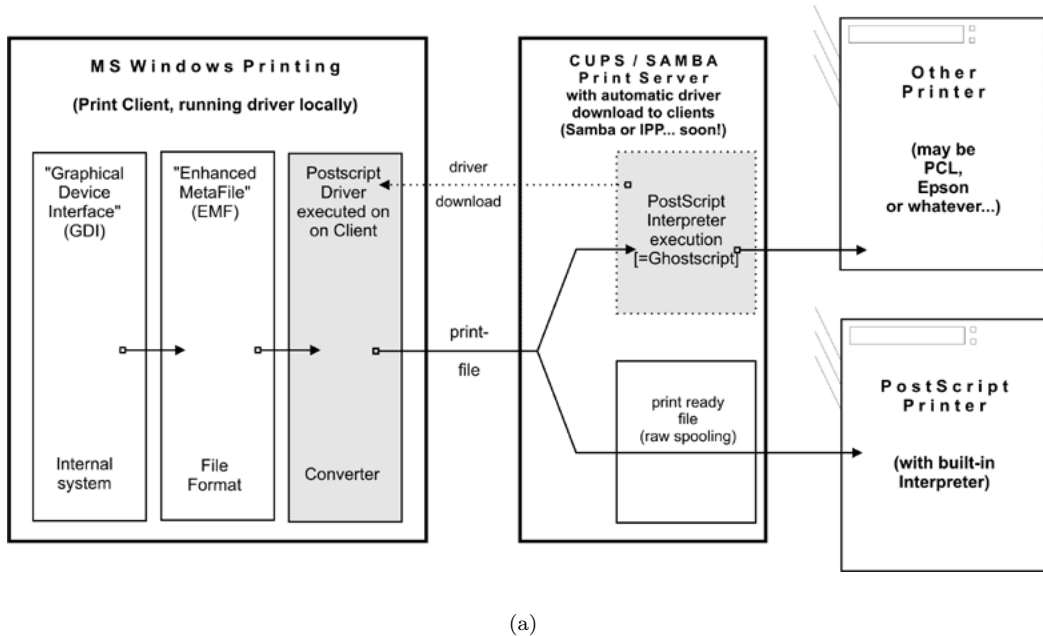 MS Windows Printing
(Print Client, running driver locally)
"Graphical
Device
Interface"
(GDI)
Internal
system
"Enhanced
MetaFile"
(EMF)
File
Format
Postscript
Driver
executed on
on Client
Converter
driver
download
print-
file
CUPS / SAMBA
Print Server
with automatic driver
download to clients
(Samba or IPP... soon!)
PostScript
Interpreter
execution
[=Ghostscript]
print ready
file
(raw spooling)
Other
Printer
(may be
PCL,
Epson
or whatever...)
PostScript
Printer
(with built-in
Interpreter)
(a)